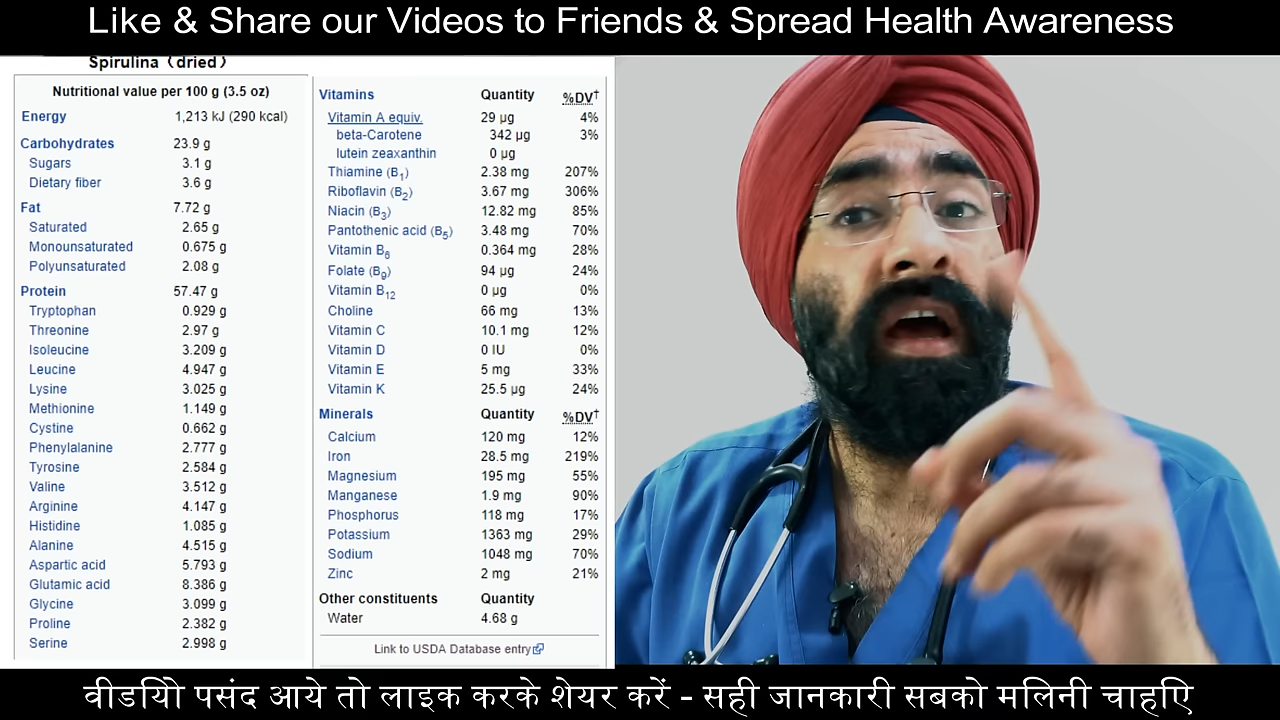 Like & Share our Videos to Friends & Spread Health Awareness
Spirulina (dried)
Nutritional value per 100 g (3.5 oz)
Energy 1,213 kJ (290 kcal)
Carbohydrates 23.9 g
Sugars 3.1 g
Dietary fiber 3.6 g
Fat 7.72 g
Saturated 2.65 g
Monounsaturated 0.675 g
Polyunsaturated 2.08 g
Protein 57.47 g
Tryptophan 0.929 g
Threonine 2.97 g
Isoleucine 3.209 g
Leucine 4.947 g
Lysine 3.025 g
Methionine 1.149 g
Cystine 0.662 g
Phenylalanine 2.777 g
Tyrosine 2.584 g
Valine 3.512 g
Arginine 4.147 g
Histidine 1.085 g
Alanine 4.515 g
Aspartic acid 5.793 g
Glutamic acid 8.386 g
Glycine 3.099 g
Proline 2.382 g
Serine 2.998 g
Vitamins Quantity %DV†
Vitamin A equiv. 29 μg 4%
beta-Carotene 342 μg 3%
lutein zeaxanthin 0 μg
Thiamine (B1) 2.38 mg 207%
Riboflavin (B2) 3.67 mg 306%
Niacin (B3) 12.82 mg 85%
Pantothenic acid (B5) 3.48 mg 70%
Vitamin B6 0.364 mg 28%
Folate (B9) 94 μg 24%
Vitamin B12 0 μg 0%
Choline 66 mg 13%
Vitamin C 10.1 mg 12%
Vitamin D 0 IU 0%
Vitamin E 5 mg 33%
Vitamin K 25.5 μg 24%
Minerals Quantity %DV†
Calcium 120 mg 12%
Iron 28.5 mg 219%
Magnesium 195 mg 55%
Manganese 1.9 mg 90%
Phosphorus 118 mg 17%
Potassium 1363 mg 29%
Sodium 1048 mg 70%
Zinc 2 mg 21%
Other constituents Quantity
Water 4.68 g
Link to USDA Database entry
वीडियोि पसंद आये तो लाइक करके शेयर करें - सही जानकारी सबको मलिनी चाहएि